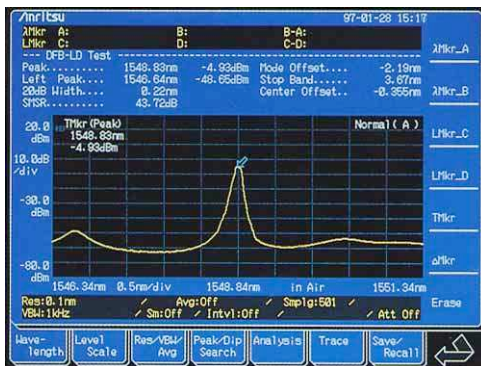 Anritsu 97-01-28 15:17
λMkr A: B: B-A:
LMkr C: D: C-D:
--- DFB-LD Test ---
Peak......... 1548.83nm -4.93dBm Mode Offset.... -2.19nm
Left Peak.... 1546.64nm -48.65dBm Stop Band..... 3.67nm
20dB Width... 0.22nm Center Offset.. -0.355nm
SMSR......... 43.72dB
20.0 dBm TMkr(Peak) Normal( A )
1548.83nm
-4.93dBm
10.0dB /div
-30.0 dBm
-80.0 dBm
1546.34nm 0.5nm/div 1548.84nm in Air 1551.34nm
Res:0.1nm / Avg:Off / Smplg:501 /
VBW:1kHz / Sm:Off / Intvl:Off / Att Off
λMkr_A
λMkr_B
LMkr_C
LMkr_D
TMkr
ΔMkr
Erase
Wave-length
Level Scale
Res/VBW/Avg
Peak/Dip Search
Analysis
Trace
Save/Recall